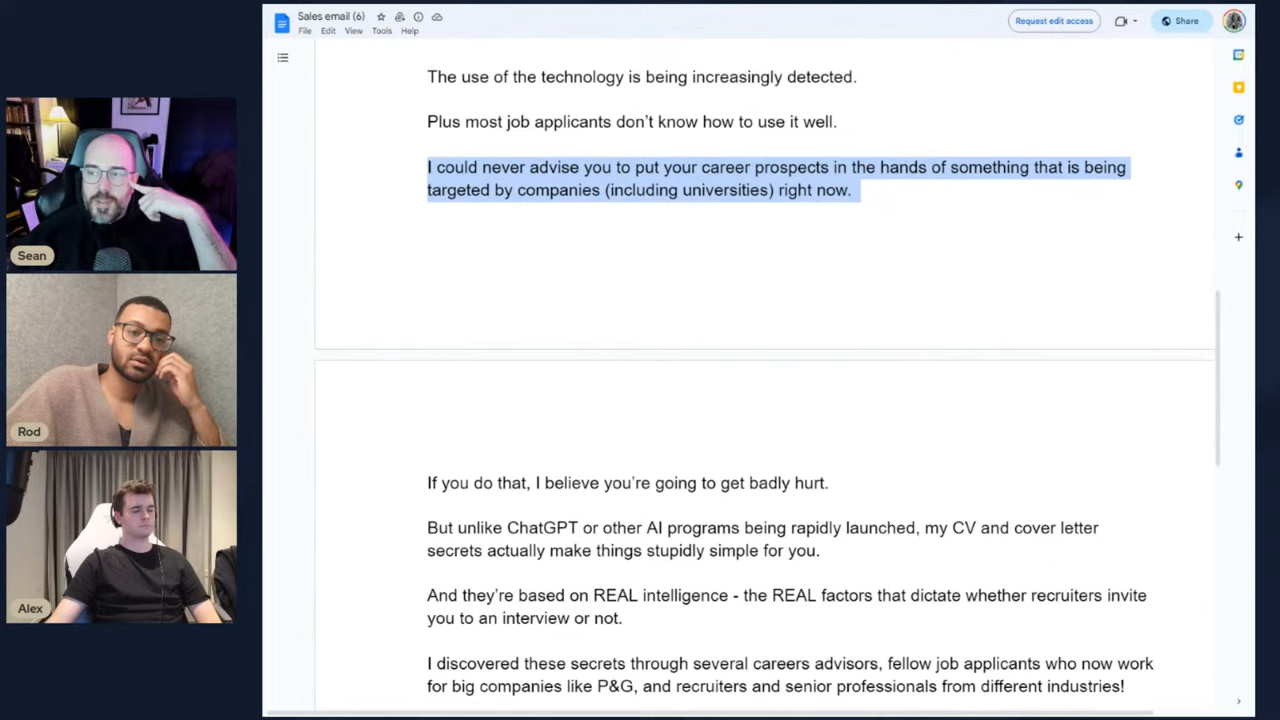 Sales email (6)
File Edit View Tools Help
Request edit access
Share
The use of the technology is being increasingly detected.
Plus most job applicants don’t know how to use it well.
I could never advise you to put your career prospects in the hands of something that is being
targeted by companies (including universities) right now.
If you do that, I believe you’re going to get badly hurt.
But unlike ChatGPT or other AI programs being rapidly launched, my CV and cover letter
secrets actually make things stupidly simple for you.
And they’re based on REAL intelligence - the REAL factors that dictate whether recruiters invite
you to an interview or not.
I discovered these secrets through several careers advisors, fellow job applicants who now work
for big companies like P&G, and recruiters and senior professionals from different industries!
Sean
Rod
Alex